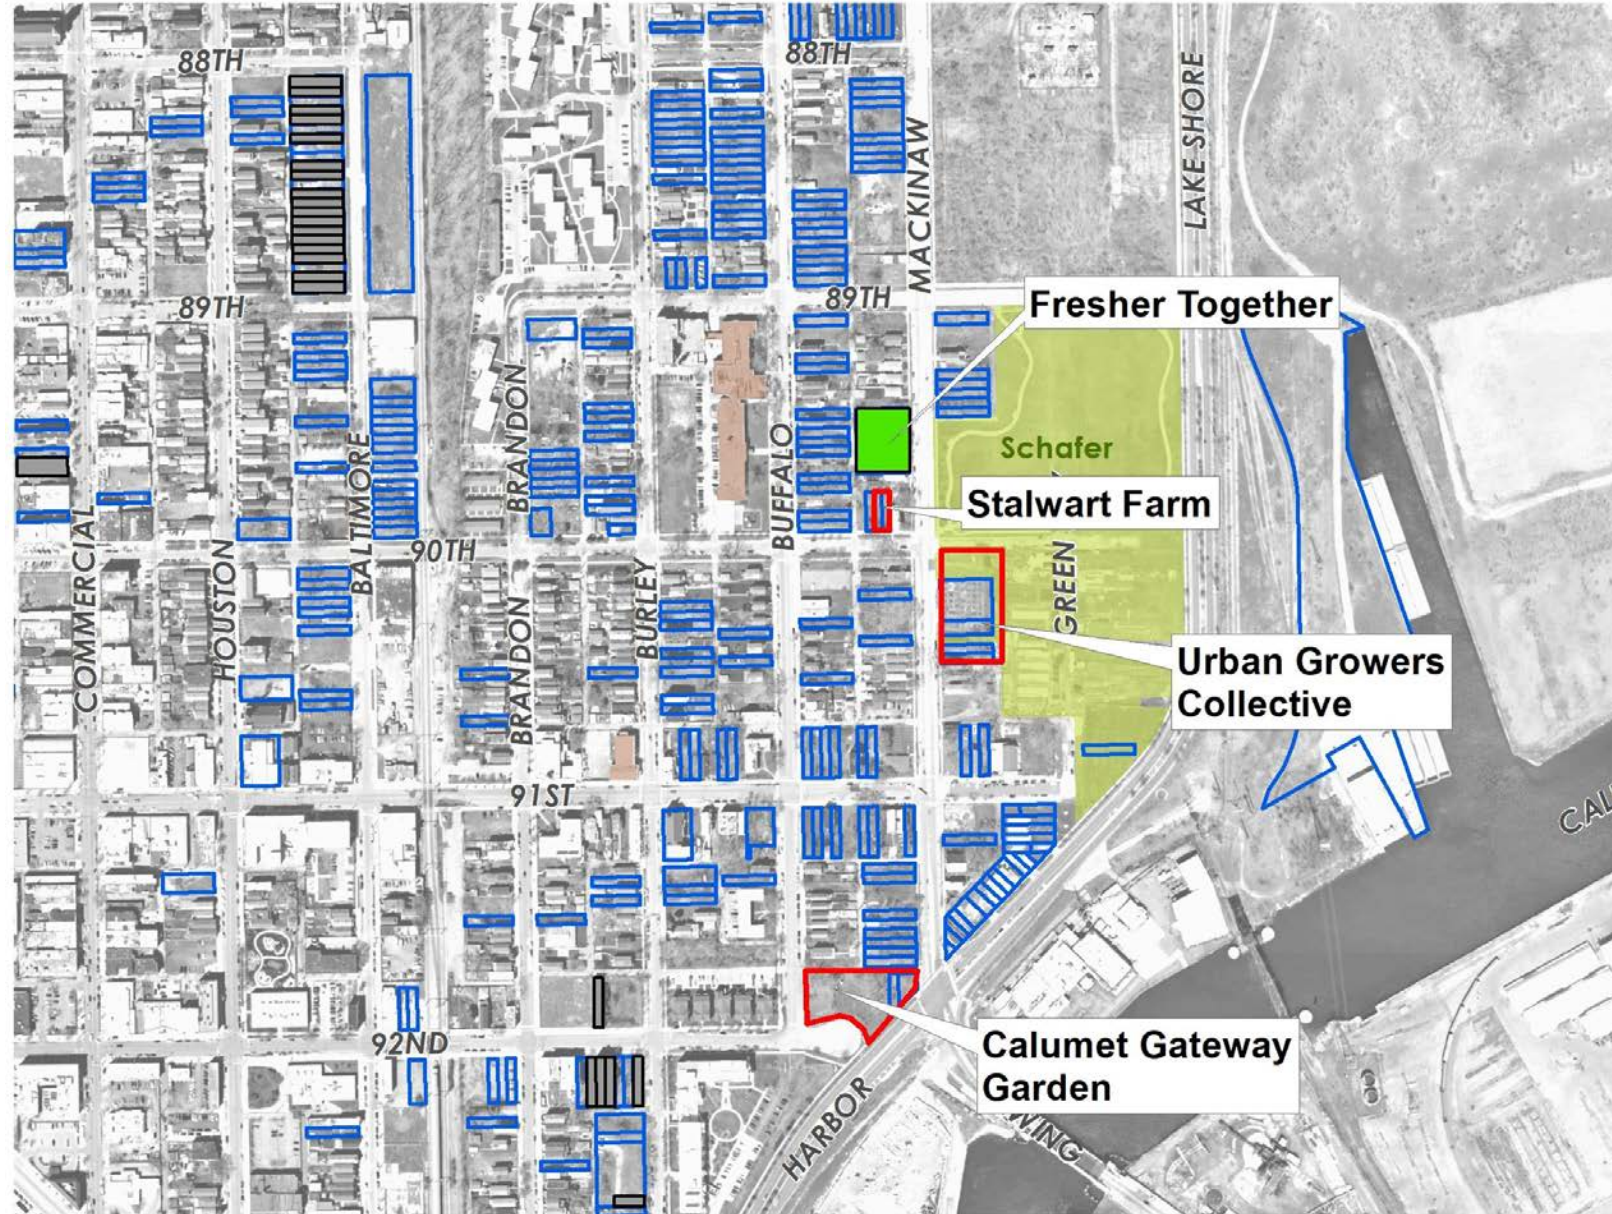 88TH
88TH
LAKE SHORE
MACKINAW
89TH
89TH
Fresher Together
Schafer
BRANDON
BALTIMORE
BUFFALO
Stalwart Farm
COMMERCIAL
HOUSTON
90TH
BURLEY
GREEN
BRANDON
Urban Growers
Collective
91ST
92ND
Calumet Gateway
Garden
HARBOR